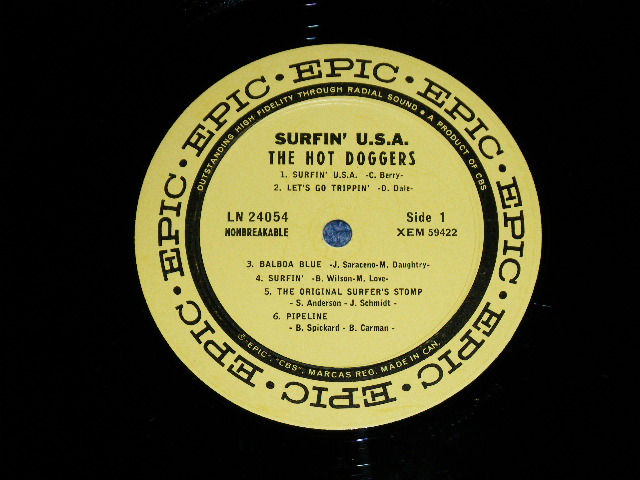 EPIC • EPIC • EPIC • EPIC • EPIC • EPIC • EPIC • EPIC • EPIC •
OUTSTANDING HIGH FIDELITY THROUGH RADIAL SOUND • A PRODUCT OF CBS
SURFIN' U.S.A.
THE HOT DOGGERS
1. SURFIN' U.S.A. -C. Berry-
2. LET'S GO TRIPPIN' -D. Dale-
LN 24054 Side 1
NONBREAKABLE XEM 59422
3. BALBOA BLUE -J. Saraceno-M. Daughtry-
4. SURFIN' -B. Wilson-M. Love-
5. THE ORIGINAL SURFER'S STOMP
- S. Anderson - J. Schmidt -
6. PIPELINE
- B. Spickard - B. Carman -
"EPIC", "CBS", MARCAS REG. MADE IN CAN.